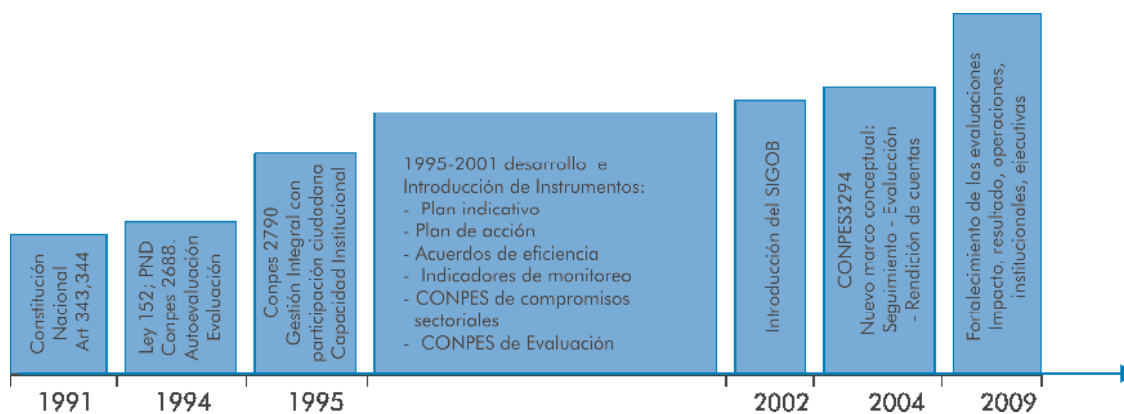 Constitución
Nacional
Art 343,344
Ley 152; PND
Conpes 2688.
Autoevaluación
Evaluación
Conpes 2790
Gestión Integral con
participación ciudadana
Capacidad Institucional
1995-2001 desarrollo e
Introducción de Instrumentos:
- Plan indicativo
- Plan de acción
- Acuerdos de eficiencia
- Indicadores de monitoreo
- CONPES de compromisos
sectoriales
- CONPES de Evaluación
Introducción del SIGOB
CONPES3294
Nuevo marco conceptual:
Seguimiento - Evaluación
- Rendición de cuentas
Fortalecimiento de las evaluaciones
Impacto, resultado, operaciones,
institucionales, ejecutivas
1991 1994 1995 2002 2004 2009